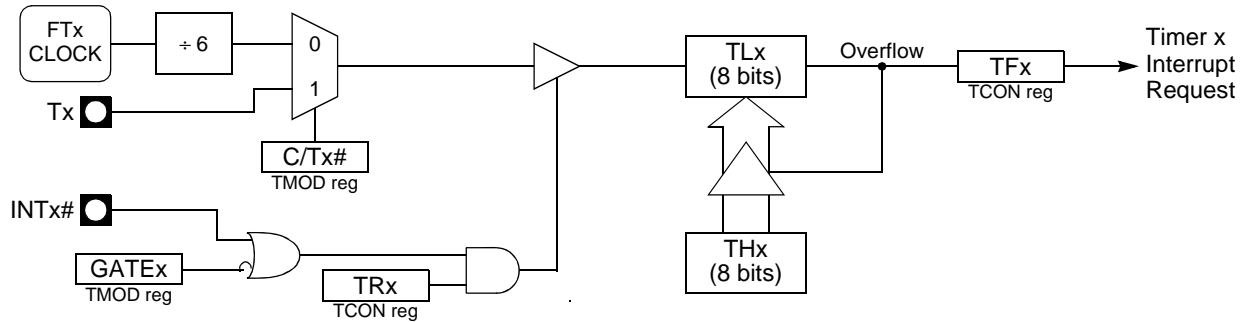 FTx
CLOCK
÷ 6
0
1
Tx
C/Tx#
TMOD reg
INTx#
GATEx
TMOD reg
TRx
TCON reg
TLx
(8 bits)
THx
(8 bits)
Overflow
TFx
TCON reg
Timer x
Interrupt
Request